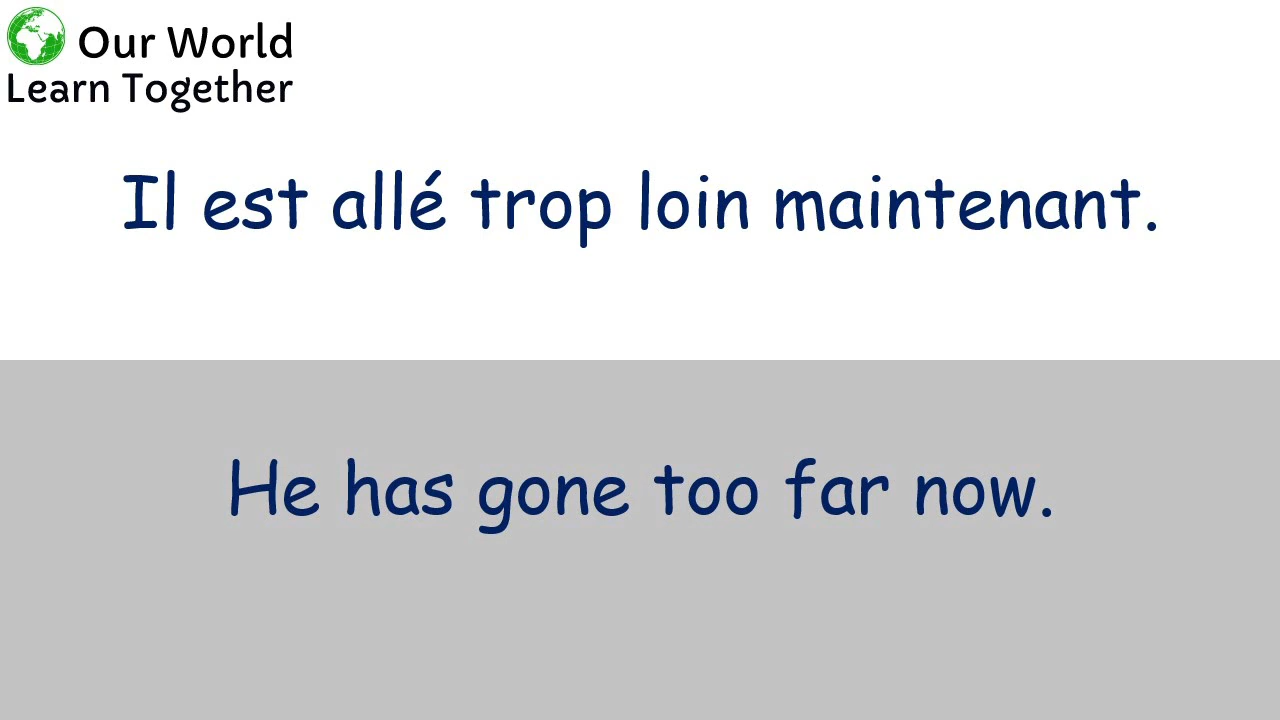 Our World
Learn Together
Il est allé trop loin maintenant.
He has gone too far now.